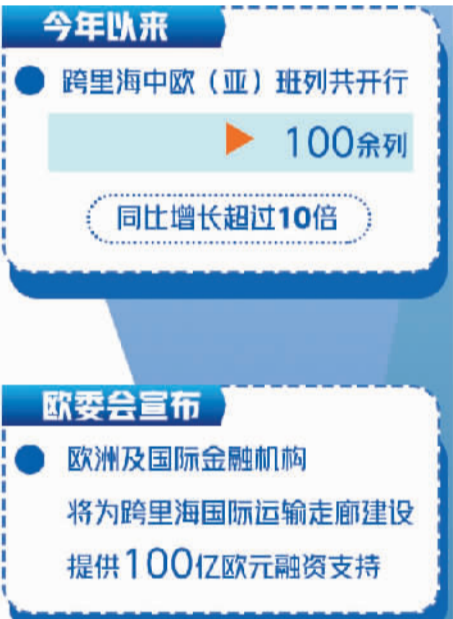 今年以来
跨里海中欧（亚）班列共开行
100余列
同比增长超过10倍
欧委会宣布
欧洲及国际金融机构
将为跨里海国际运输走廊建设
提供100亿欧元融资支持